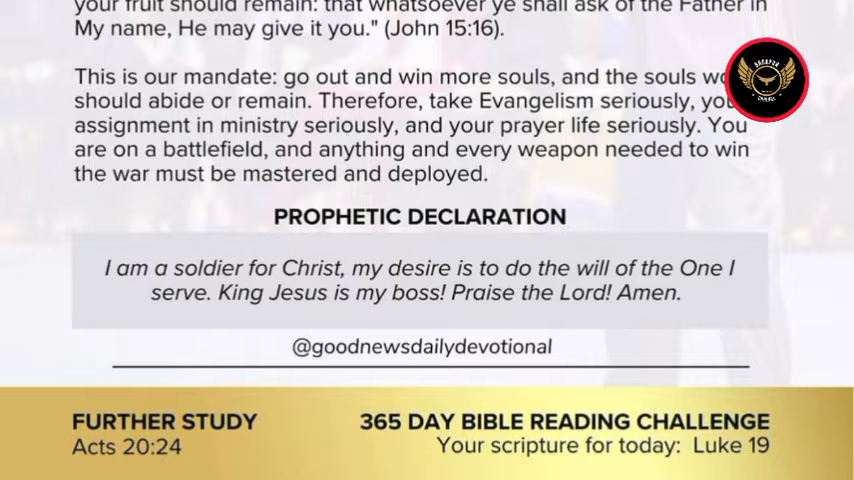 your fruit should remain: that whatsoever ye shall ask of the Father in
My name, He may give it you." (John 15:16).
This is our mandate: go out and win more souls, and the souls
should abide or remain. Therefore, take Evangelism seriously,
assignment in ministry seriously, and your prayer life seriously. You
are on a battlefield, and anything and every weapon needed to win
the war must be mastered and deployed.
PROPHETIC DECLARATION
I am a soldier for Christ, my desire is to do the will of the One I
serve. King Jesus is my boss! Praise the Lord! Amen.
@goodnewsdailydevotional
FURTHER STUDY
Acts 20:24
365 DAY BIBLE READING CHALLENGE
Your scripture for today: Luke 19